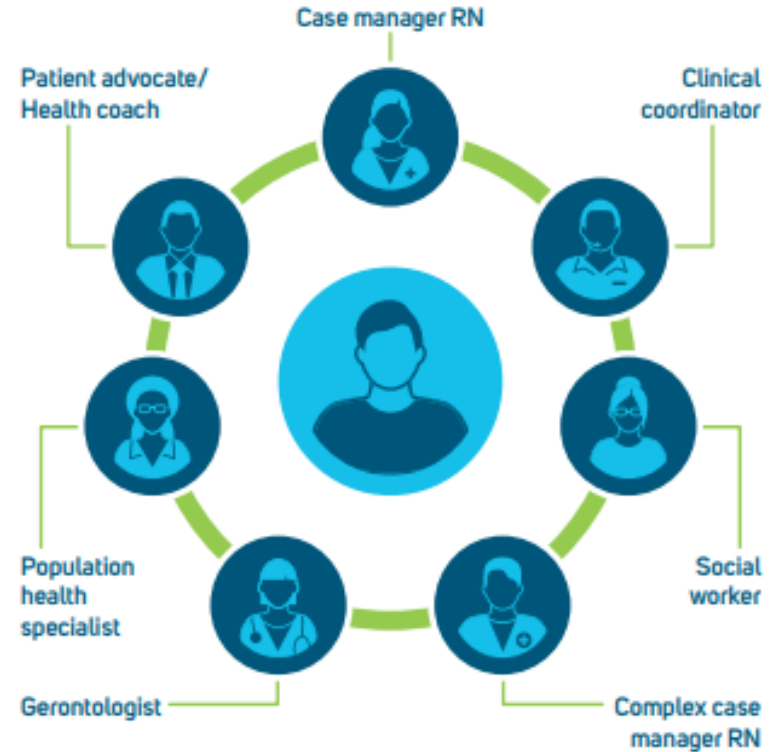 Case manager RN
Patient advocate/
Health coach
Clinical
coordinator
Population
health
specialist
Social
worker
Gerontologist
Complex case
manager RN